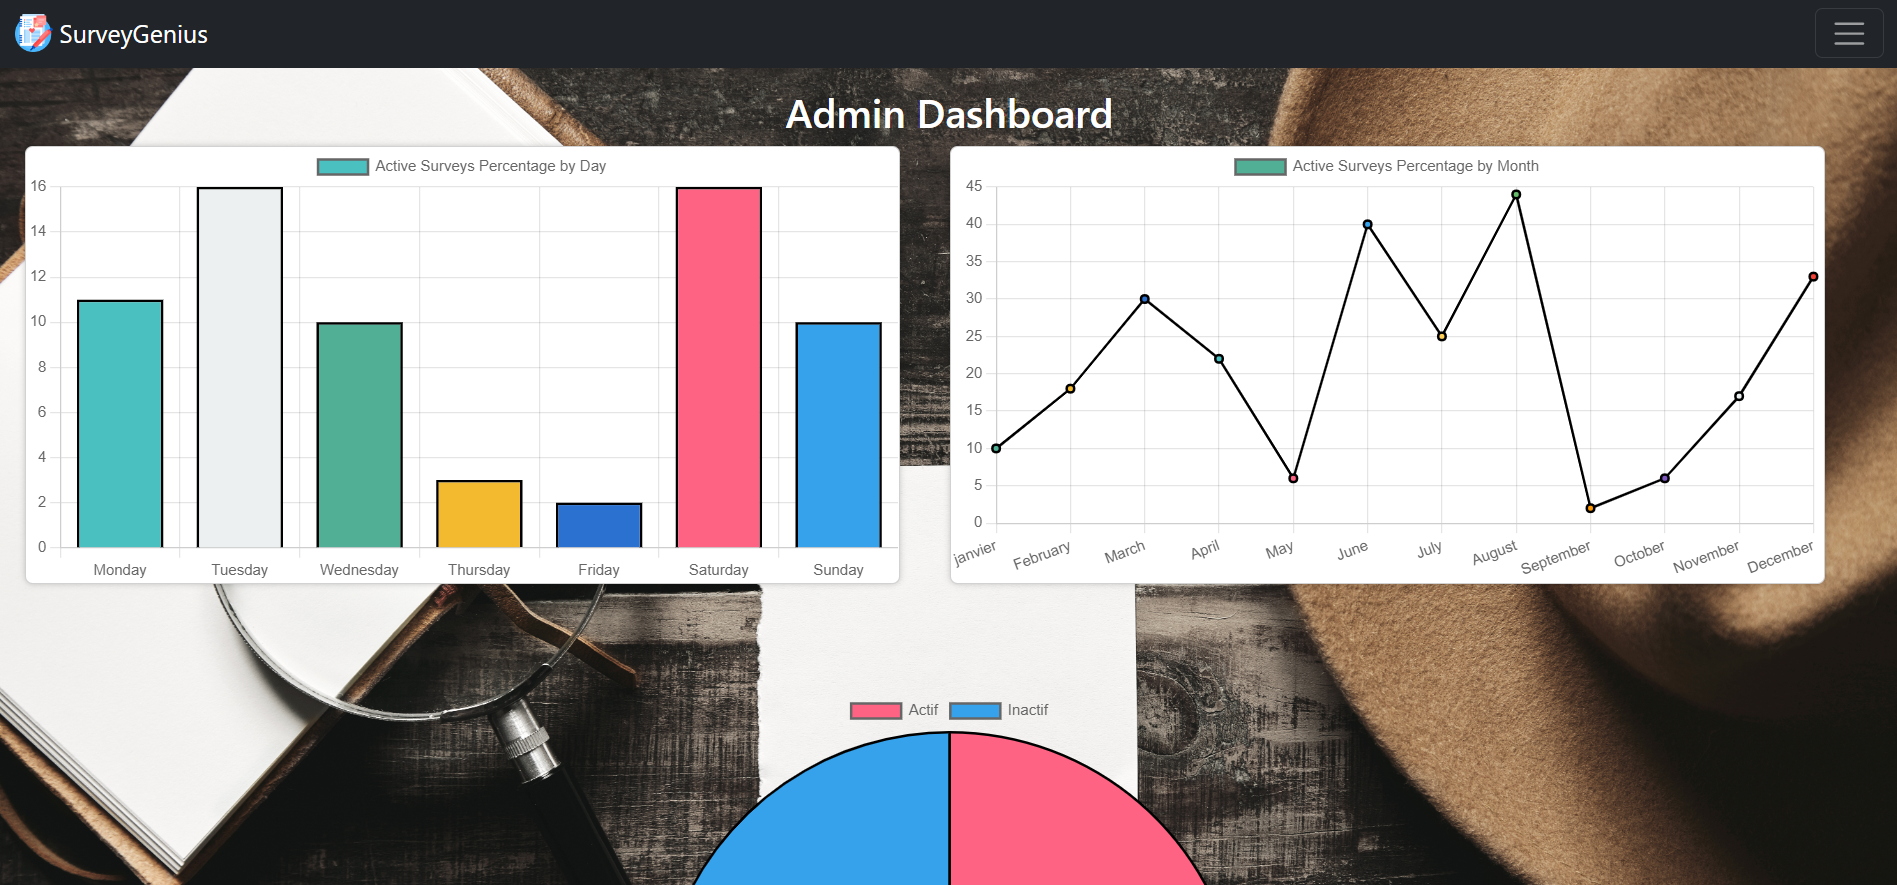 SurveyGenius
Admin Dashboard
Active Surveys Percentage by Day
16
14
12
10
8
6
4
2
0
Monday Tuesday Wednesday Thursday Friday Saturday Sunday
Active Surveys Percentage by Month
45
40
35
30
25
20
15
10
5
0
janvier February March April May June July August September October November December
Actif Inactif